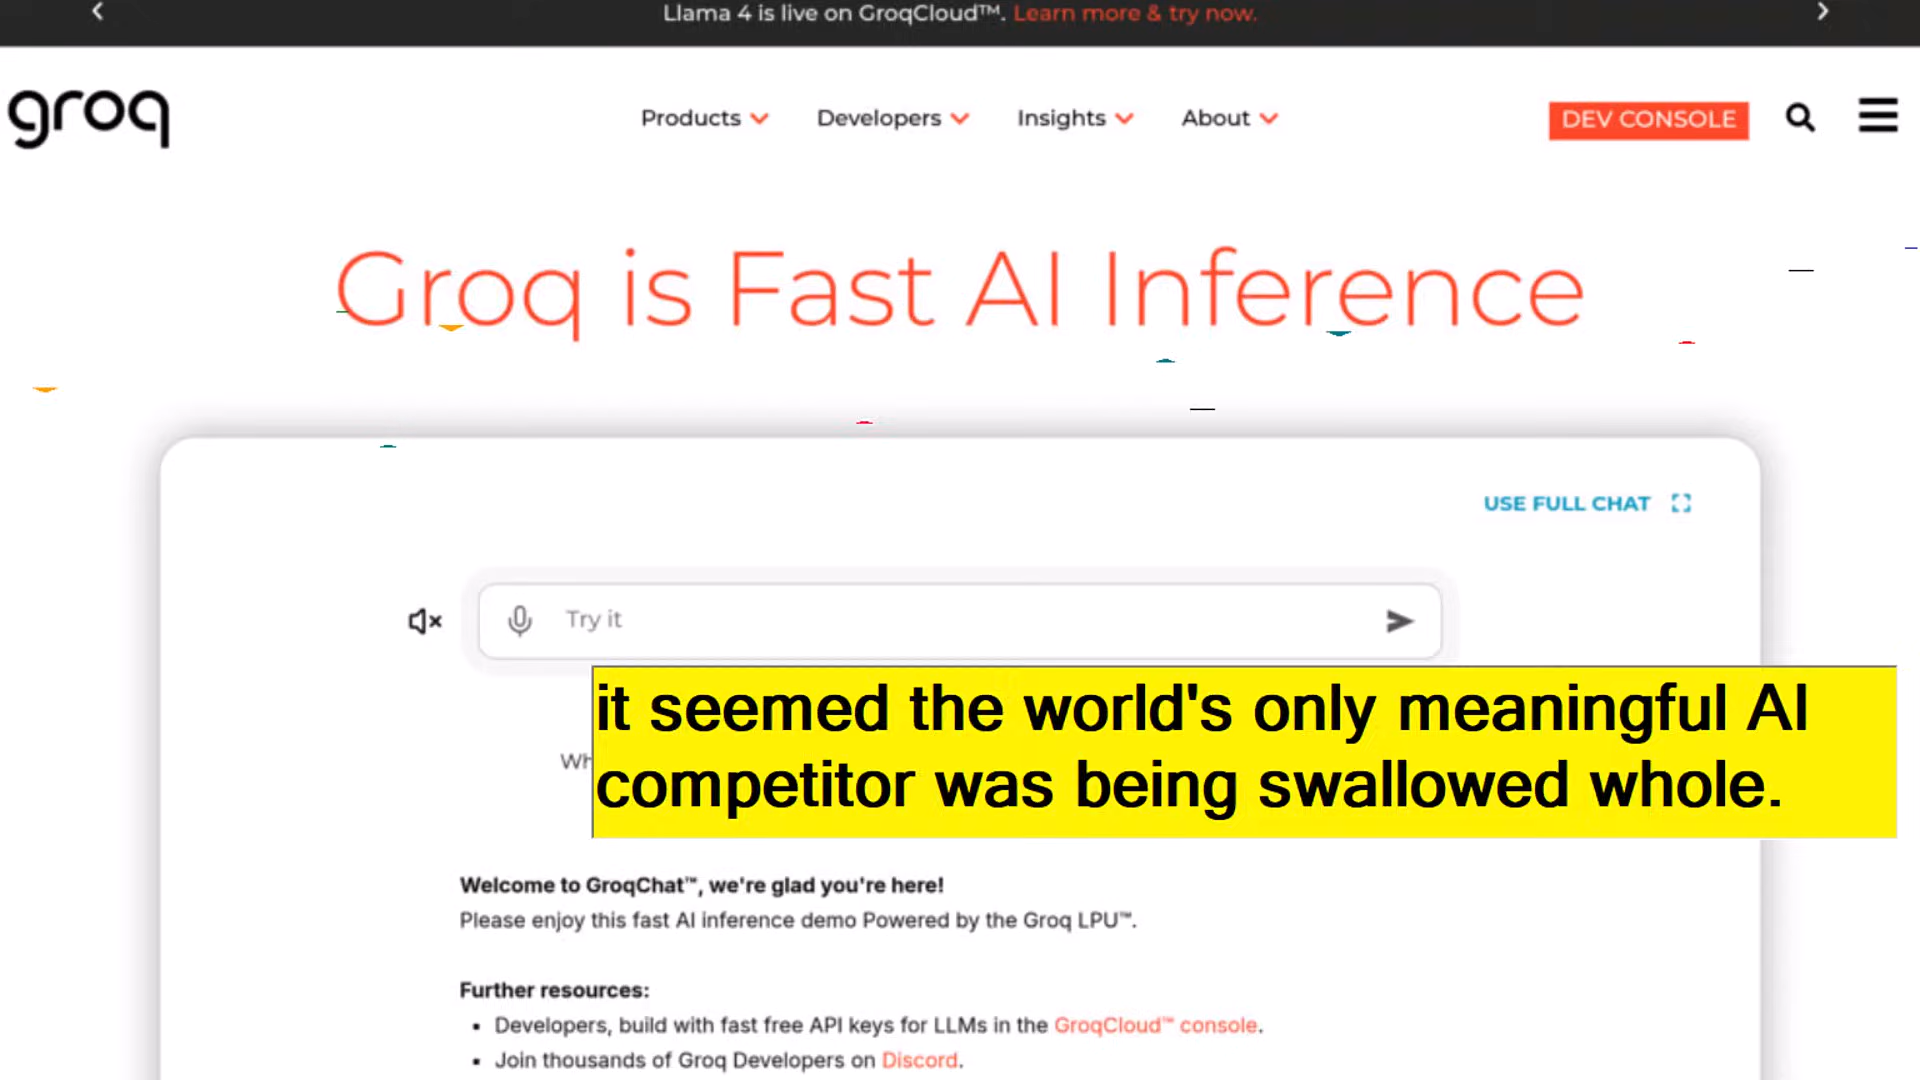 Llama 4 is live on GroqCloud™. Learn more & try now.
groq
Products Developers Insights About DEV CONSOLE
Groq is Fast AI Inference
USE FULL CHAT
Try it
it seemed the world's only meaningful AI
competitor was being swallowed whole.
Welcome to GroqChat™, we're glad you're here!
Please enjoy this fast AI inference demo Powered by the Groq LPU™.
Further resources:
▪ Developers, build with fast free API keys for LLMs in the GroqCloud™ console.
▪ Join thousands of Groq Developers on Discord.